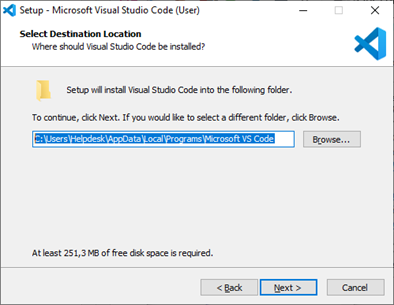 Setup - Microsoft Visual Studio Code (User)
Select Destination Location
Where should Visual Studio Code be installed?
Setup will install Visual Studio Code into the following folder.
To continue, click Next. If you would like to select a different folder, click Browse.
C:\Users\Helpdesk\AppData\Local\Programs\Microsoft VS Code
Browse...
At least 251,3 MB of free disk space is required.
< Back
Next >
Cancel